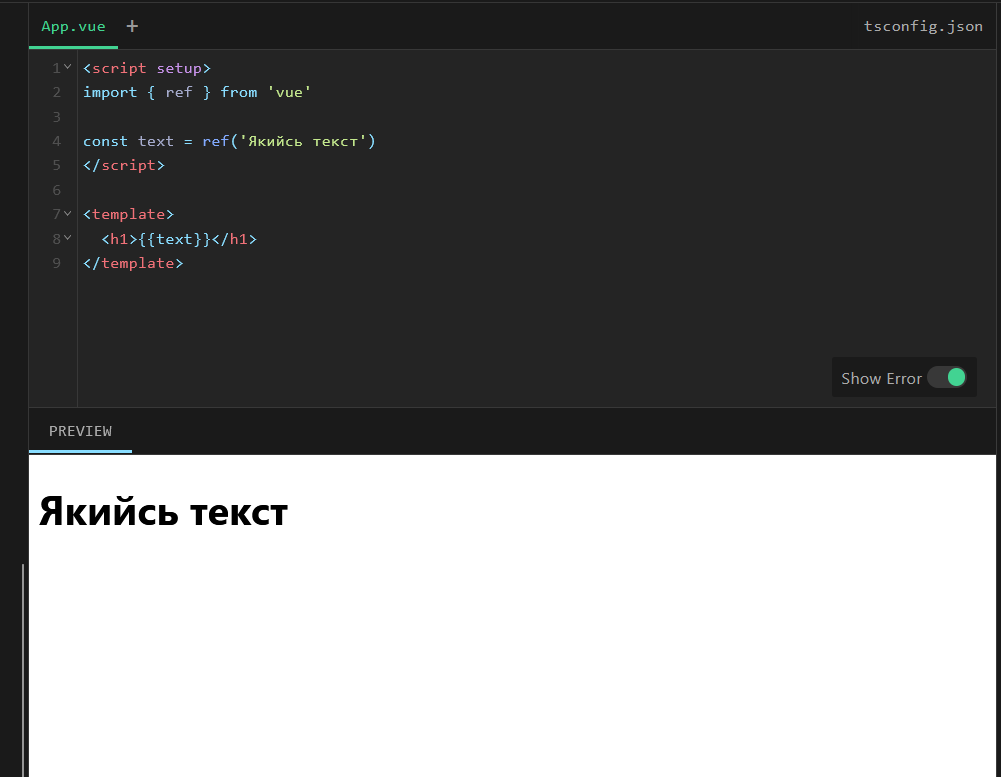 App.vue + tsconfig.json
1 <script setup>
2 import { ref } from 'vue'
3
4 const text = ref('Якийсь текст')
5 </script>
6
7 <template>
8 <h1>{{text}}</h1>
9 </template>
Show Error
PREVIEW
Якийсь текст